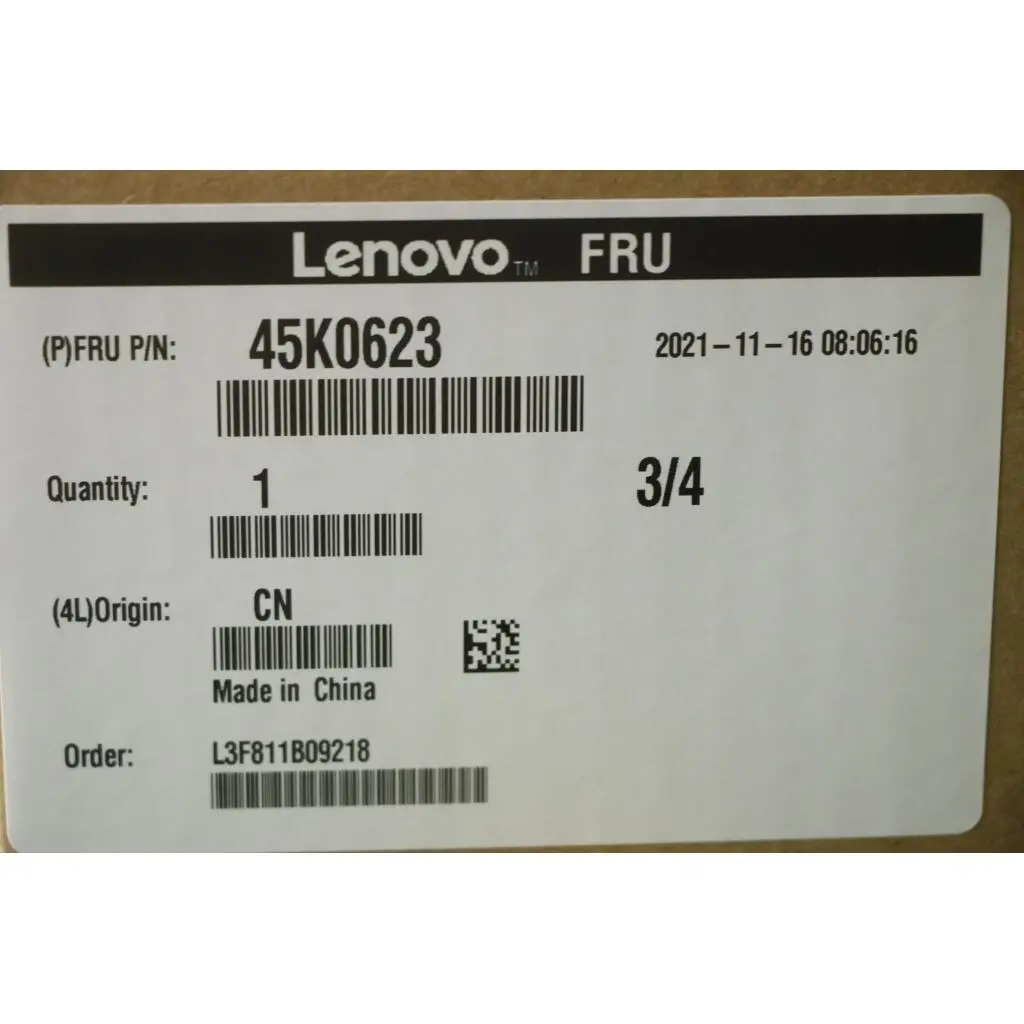 Lenovo™ FRU
(P)FRU P/N: 45K0623 2021-11-16 08:06:16
Quantity: 1 3/4
(4L)Origin: CN
Made in China
Order: L3F811B09218